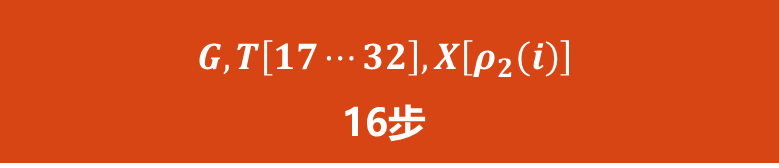 G, T[17 ⋯ 32], X[ρ₂(i)]
16步